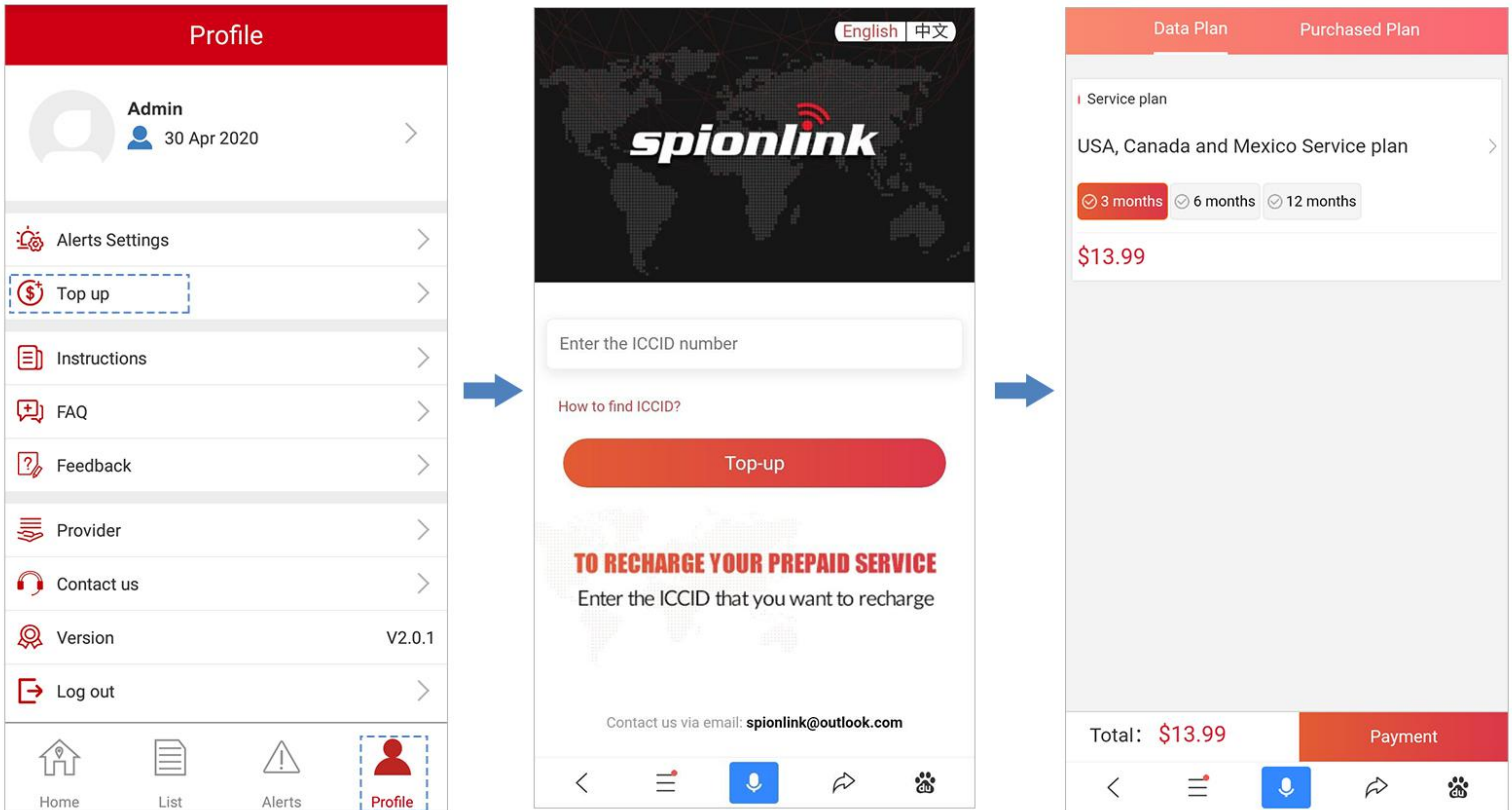 Profile
Admin
30 Apr 2020
Alerts Settings
Top up
Instructions
FAQ
Feedback
Provider
Contact us
Version V2.0.1
Log out
Home List Alerts Profile
English 中文
spionlink
Enter the ICCID number
How to find ICCID?
Top-up
TO RECHARGE YOUR PREPAID SERVICE
Enter the ICCID that you want to recharge
Contact us via email: spionlink@outlook.com
du
Data Plan Purchased Plan
Service plan
USA, Canada and Mexico Service plan
3 months 6 months 12 months
$13.99
Total: $13.99 Payment
du